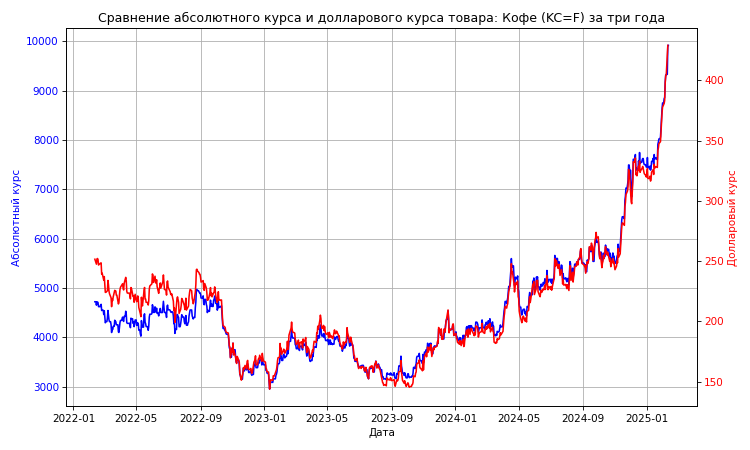 Сравнение абсолютного курса и долларового курса товара: Кофе (KC=F) за три года
Абсолютный курс
10000
9000
8000
7000
6000
5000
4000
3000
400
350
300
250
200
150
Долларовый курс
2022-01 2022-05 2022-09 2023-01 2023-05 2023-09 2024-01 2024-05 2024-09 2025-01
Дата